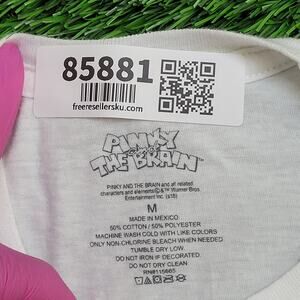 85881
freeresellersku.com
PINKY
AND
THE BRAIN
PINKY AND THE BRAIN and all related
characters and elements © & ™ Warner Bros.
Entertainment Inc. (s18)
M
MADE IN MEXICO
50% COTTON / 50% POLYESTER
MACHINE WASH COLD WITH LIKE COLORS
ONLY NON-CHLORINE BLEACH WHEN NEEDED
TUMBLE DRY LOW.
DO NOT IRON IF DECORATED.
DO NOT DRY CLEAN
RN#115665